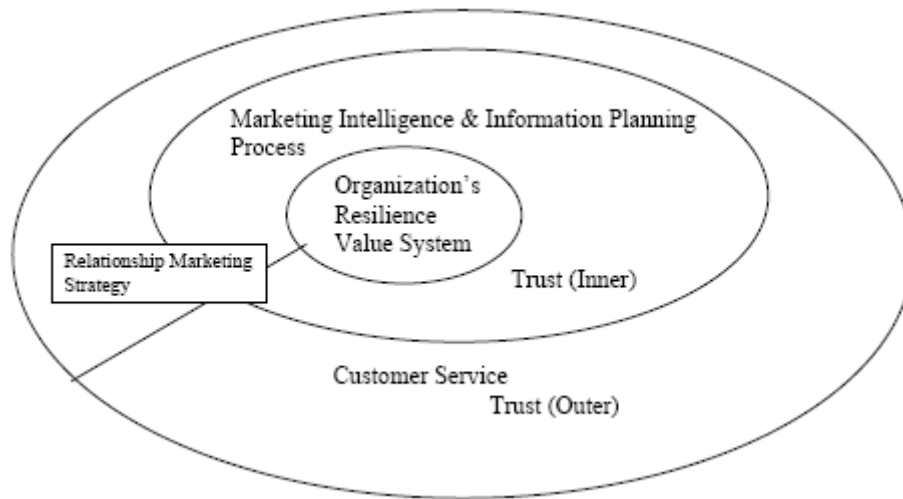 Marketing Intelligence & Information Planning
Process
Organization's
Resilience
Value System
Relationship Marketing
Strategy
Trust (Inner)
Customer Service
Trust (Outer)